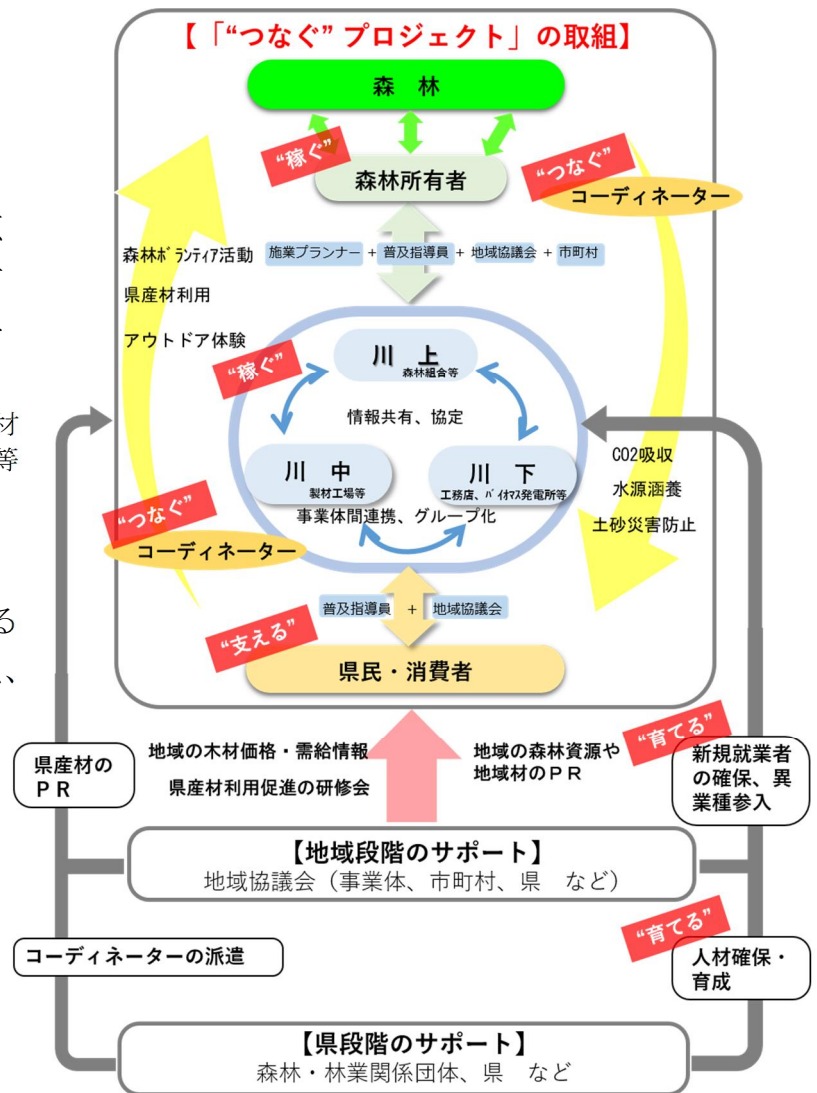 【「“つなぐ” プロジェクト」の取組】
森　林
“稼ぐ”
森林所有者
“つなぐ”
コーディネーター
森林ﾎﾞﾗﾝﾃｨｱ活動
施業プランナー + 普及指導員 + 地域協議会 + 市町村
県産材利用
アウトドア体験
川 上
森林組合等
“稼ぐ”
情報共有、協定
材
等
川 中
製材工場等
川 下
工務店、ﾊﾞｲｵﾏｽ発電所等
事業体間連携、グループ化
CO2吸収
水源涵養
土砂災害防止
“つなぐ”
コーディネーター
普及指導員 + 地域協議会
“支える”
県民・消費者
る
、
地域の木材価格・需給情報
県産材利用促進の研修会
地域の森林資源や
地域材のＰＲ
県産材の
ＰＲ
“育てる”
新規就業者
の確保、異
業種参入
【地域段階のサポート】
地域協議会（事業体、市町村、県　など）
コーディネーターの派遣
“育てる”
人材確保・
育成
【県段階のサポート】
森林・林業関係団体、県　など